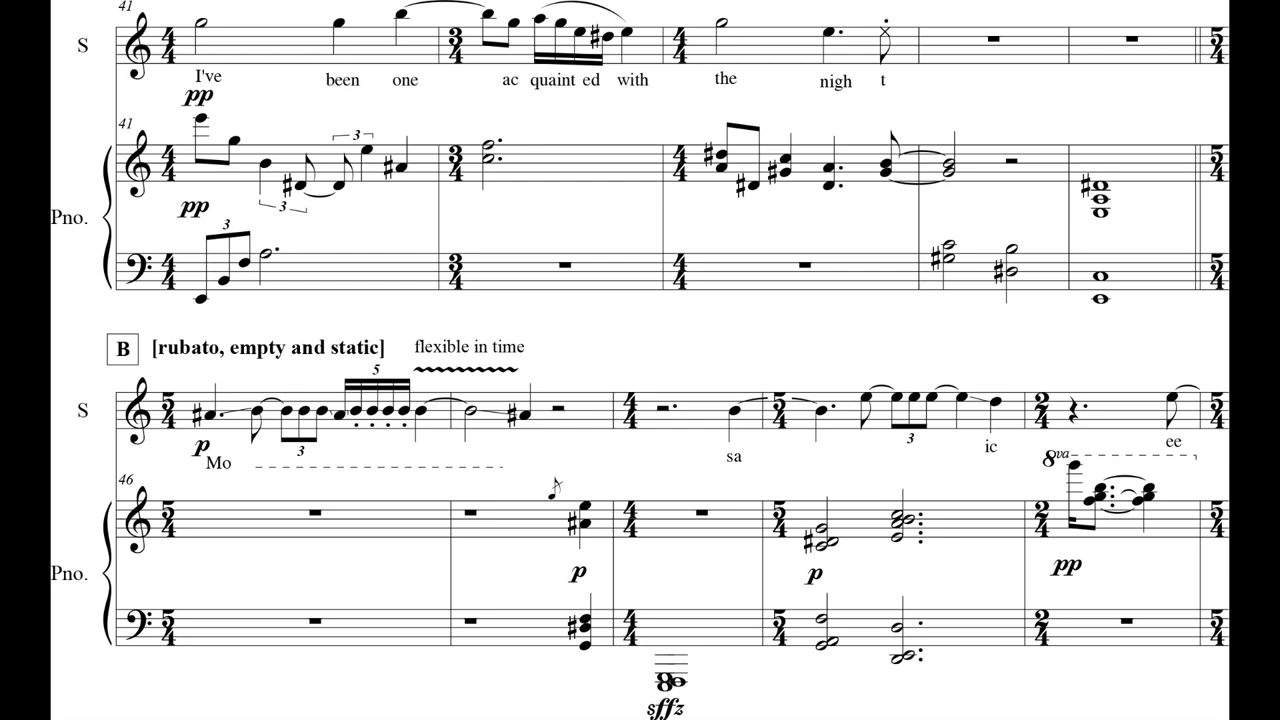 41
S
I've been one ac quaint ed with the nigh t
pp
41
3
3
pp
Pno.
3
B [rubato, empty and static] flexible in time
5
S
p
3
3
Mo sa ic ee
8va
46
p p pp
Pno.
sffz